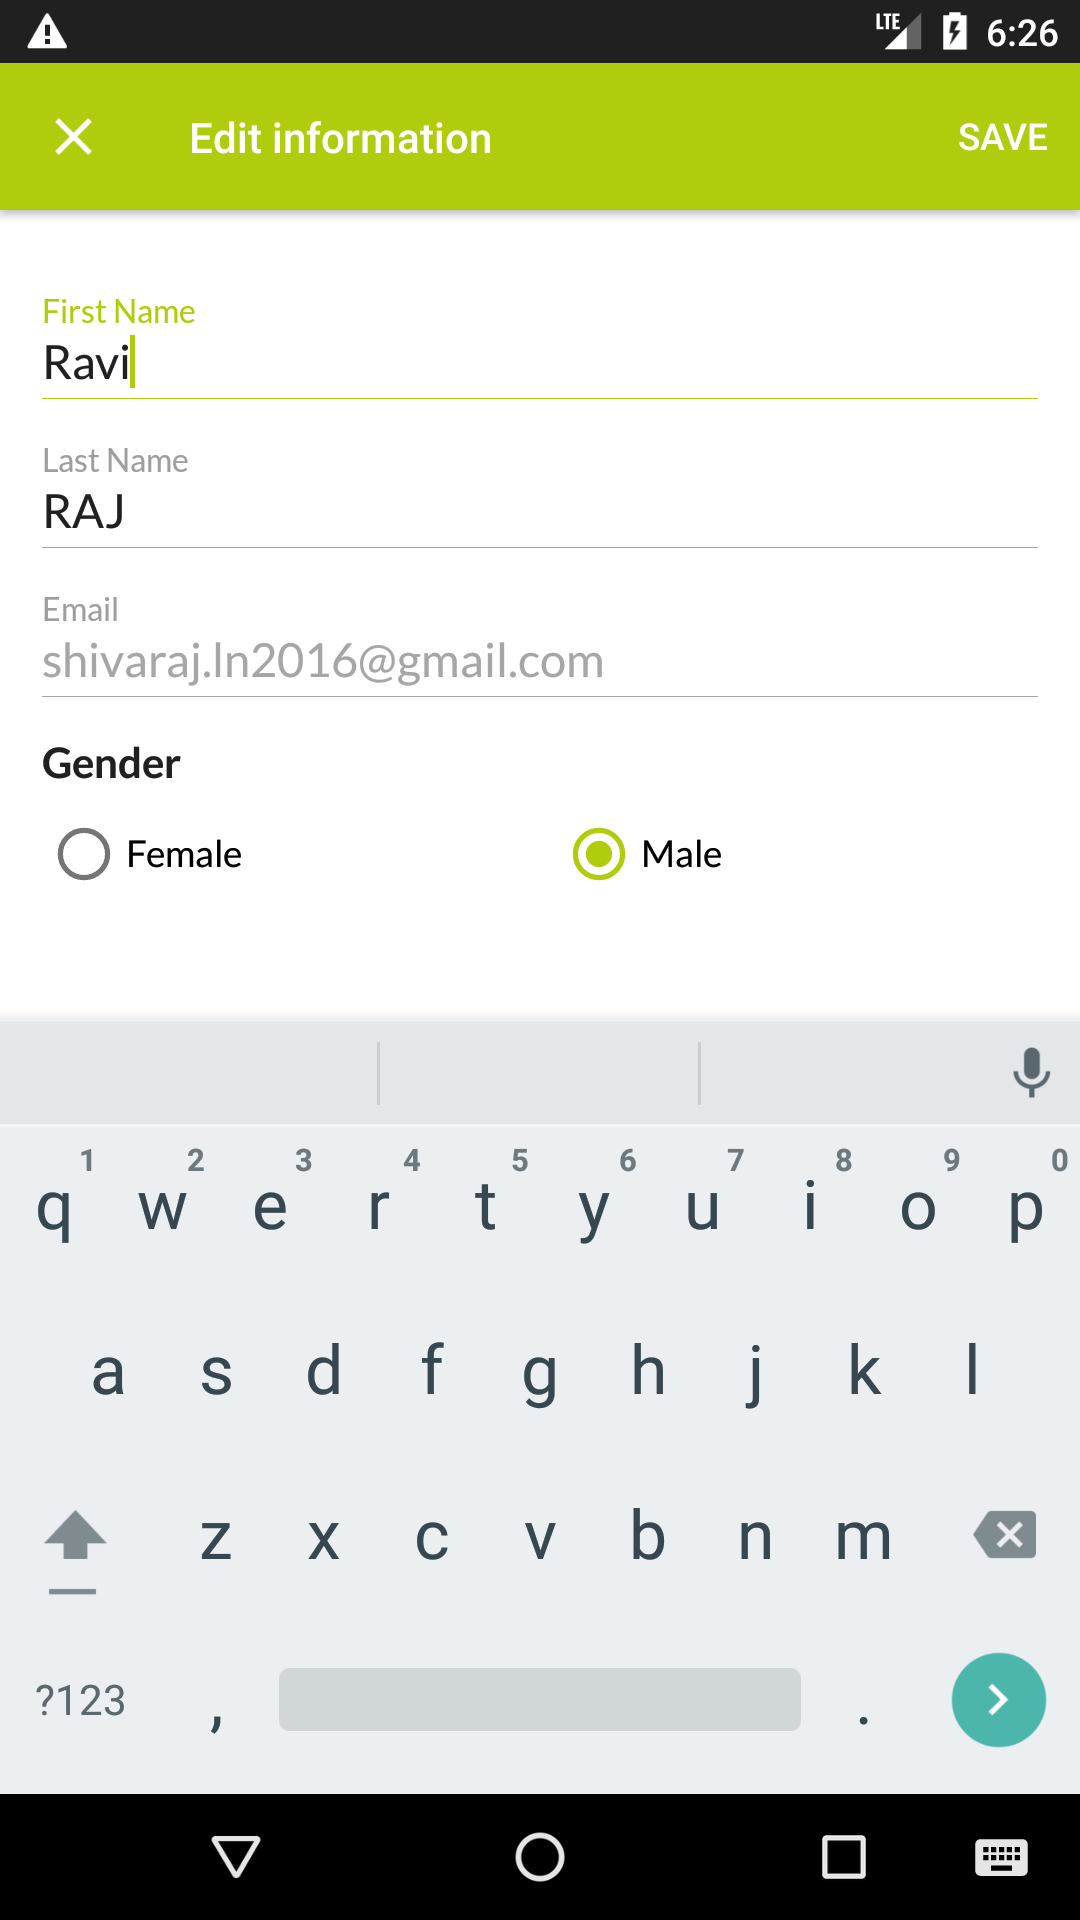 LTE 6:26
Edit information SAVE
First Name
Ravi
Last Name
RAJ
Email
shivaraj.ln2016@gmail.com
Gender
Female Male
1 2 3 4 5 6 7 8 9 0
q w e r t y u i o p
a s d f g h j k l
z x c v b n m
?123 , .